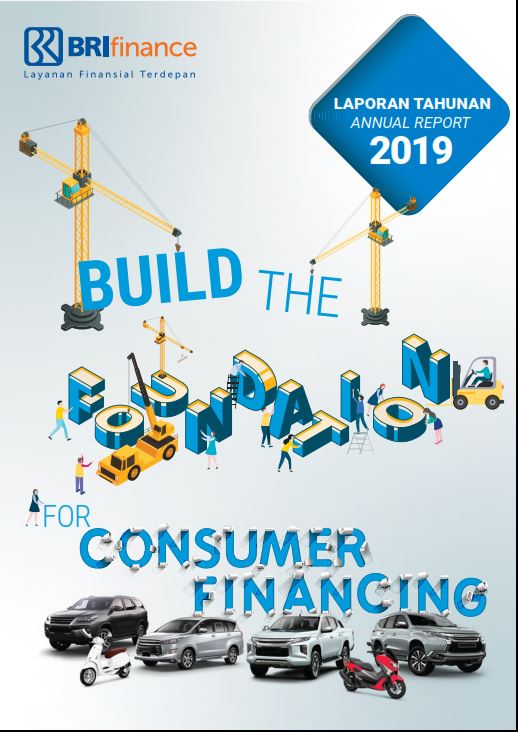 BRIfinance
Layanan Finansial Terdepan
LAPORAN TAHUNAN
ANNUAL REPORT
2019
BUILD THE
FOUNDATION
FOR
CONSUMER
FINANCING